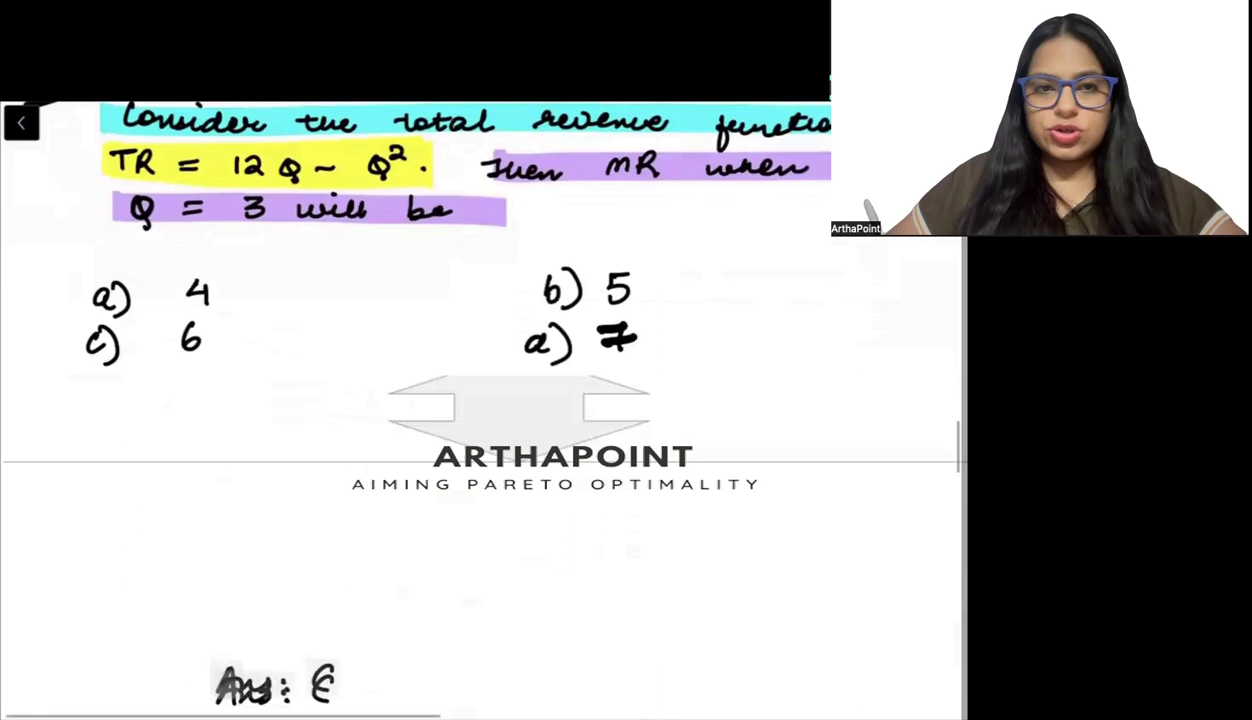 Consider the total revenue functio
TR = 12 Q - Q². Then MR when
Q = 3 will be
a) 4 b) 5
c) 6 d) 7
ARTHAPOINT
AIMING PARETO OPTIMALITY
Ans:
ArthaPoint